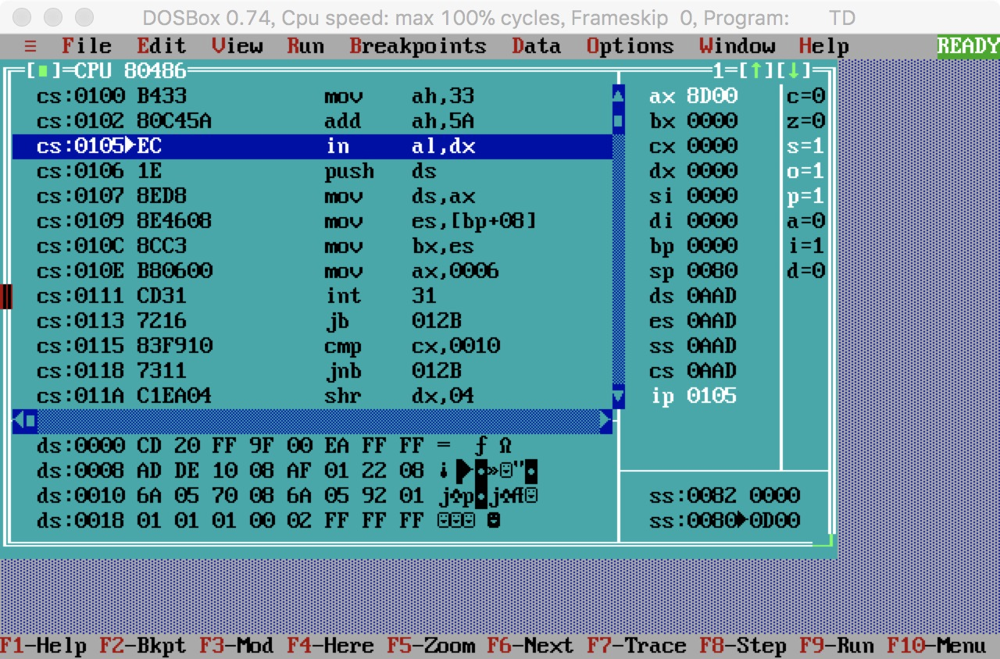 DOSBox 0.74, Cpu speed: max 100% cycles, Frameskip 0, Program: TD
≡ File Edit View Run Breakpoints Data Options Window Help READY
[■]=CPU 80486 1=[↑][↓]
cs:0100 B433 mov ah,33 ax 8D00 c=0
cs:0102 80C45A add ah,5A bx 0000 z=0
cs:0105►EC in al,dx cx 0000 s=1
cs:0106 1E push ds dx 0000 o=1
cs:0107 8ED8 mov ds,ax si 0000 p=1
cs:0109 8E4608 mov es,[bp+08] di 0000 a=0
cs:010C 8CC3 mov bx,es bp 0000 i=1
cs:010E B80600 mov ax,0006 sp 0080 d=0
cs:0111 CD31 int 31 ds 0AAD
cs:0113 7216 jb 012B es 0AAD
cs:0115 83F910 cmp cx,0010 ss 0AAD
cs:0118 7311 jnb 012B cs 0AAD
cs:011A C1EA04 shr dx,04 ip 0105
ds:0000 CD 20 FF 9F 00 EA FF FF = ƒ Ω
ds:0008 AD DE 10 08 AF 01 22 08 ¡▐►◘»☺"◘
ds:0010 6A 05 70 08 6A 05 92 01 j♣p◘j♣Æ☺ ss:0082 0000
ds:0018 01 01 01 00 02 FF FF FF ☺☺☺ ☻ ss:0080►0D00
F1-Help F2-Bkpt F3-Mod F4-Here F5-Zoom F6-Next F7-Trace F8-Step F9-Run F10-Menu